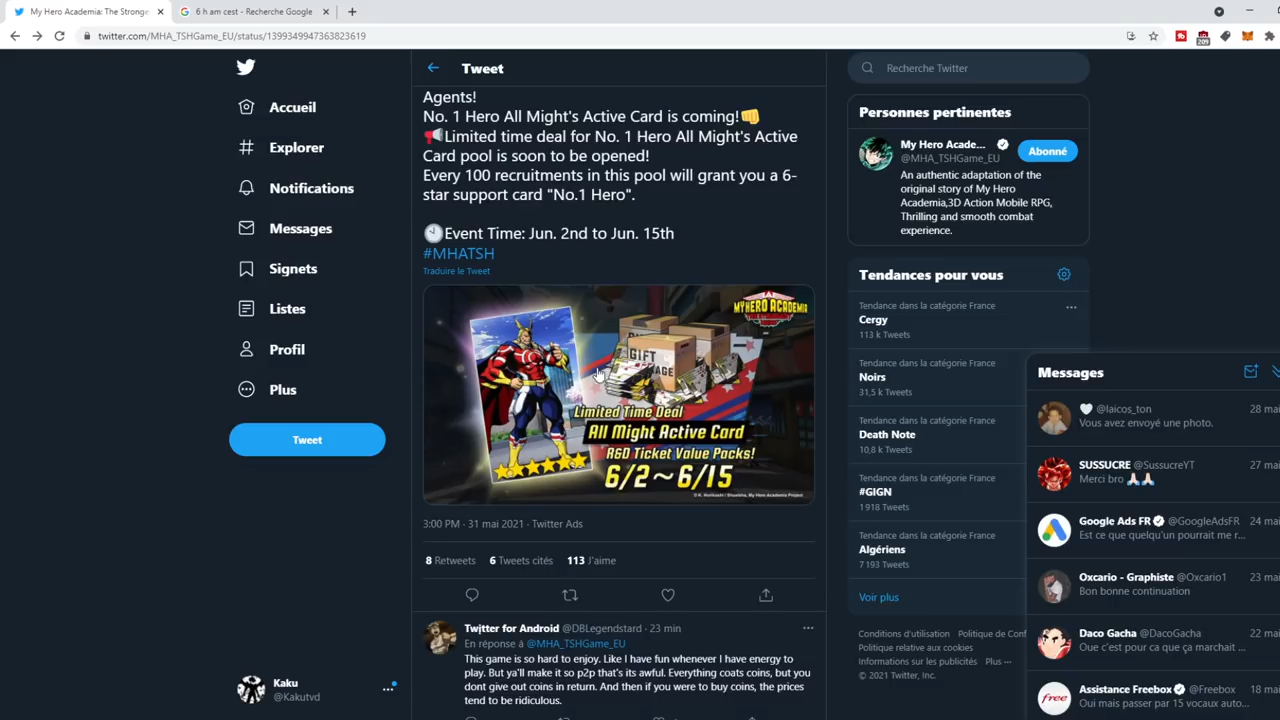 My Hero Academia: The Stronge
6 h am cest - Recherche Google
twitter.com/MHA_TSHGame_EU/status/1399349947363823619
209
Accueil
Explorer
Notifications
Messages
Signets
Listes
Profil
Plus
Tweet
Kaku
@Kakutvd
Tweet
Agents!
No. 1 Hero All Might's Active Card is coming!👊
📢Limited time deal for No. 1 Hero All Might's Active
Card pool is soon to be opened!
Every 100 recruitments in this pool will grant you a 6-
star support card "No.1 Hero".
🕙Event Time: Jun. 2nd to Jun. 15th
#MHATSH
Traduire le Tweet
MY HERO ACADEMIA
GIFT
Limited Time Deal
All Might Active Card
R&D Ticket Value Packs!
6/2～6/15
3:00 PM · 31 mai 2021 · Twitter Ads
8 Retweets 6 Tweets cités 113 J'aime
Twjtter for Android @DBLegendstard · 23 min
En réponse à @MHA_TSHGame_EU
This game is so hard to enjoy. Like I have fun whenever I have energy to
play. But ya'll make it so p2p that's its awful. Everything coats coins, but you
dont give out coins in return. And then if you were to buy coins, the prices
tend to be ridiculous.
Recherche Twitter
Personnes pertinentes
My Hero Acade...
@MHA_TSHGame_EU
Abonné
An authentic adaptation of the
original story of My Hero
Academia,3D Action Mobile RPG,
Thrilling and smooth combat
experience.
Tendances pour vous
Tendance dans la catégorie France
Cergy
113 k Tweets
Tendance dans la catégorie France
Noirs
31,5 k Tweets
Tendance dans la catégorie France
Death Note
10,8 k Tweets
Tendance dans la catégorie France
#GIGN
1 918 Tweets
Tendance dans la catégorie France
Algériens
7 193 Tweets
Voir plus
Conditions d'utilisation Politique de Conf
Politique relative aux cookies
Informations sur les publicités Plus ···
© 2021 Twitter, Inc.
Messages
🤍 @laicos_ton 28 mai
Vous avez envoyé une photo.
SUSSUCRE @SussucreYT 27 mai
Merci bro 🙏🏻🙏🏻
Google Ads FR @GoogleAdsFR 24 mai
Est ce que quelqu'un pourrait me r...
Oxcario - Graphiste @Oxcario1 23 mai
Bon bonne continuation
Daco Gacha @DacoGacha 22 mai
Que c'est pour ca que ça marchait ...
free
Assistance Freebox @Freebox 18 mai
Oui mais passer par 15 vocaux auto...